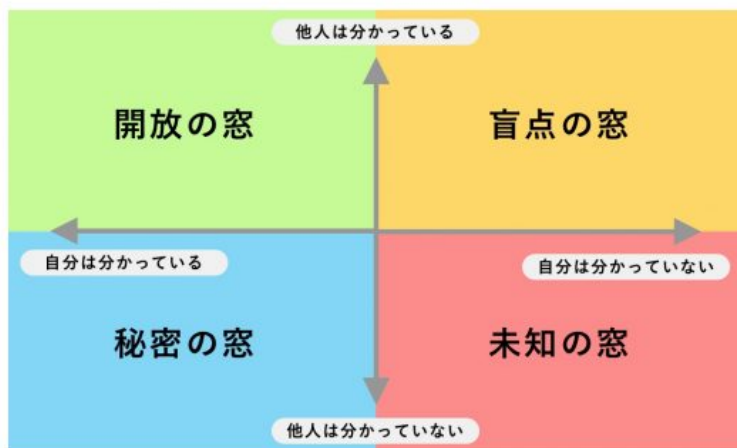 他人は分かっている
開放の窓
盲点の窓
自分は分かっている
自分は分かっていない
秘密の窓
未知の窓
他人は分かっていない